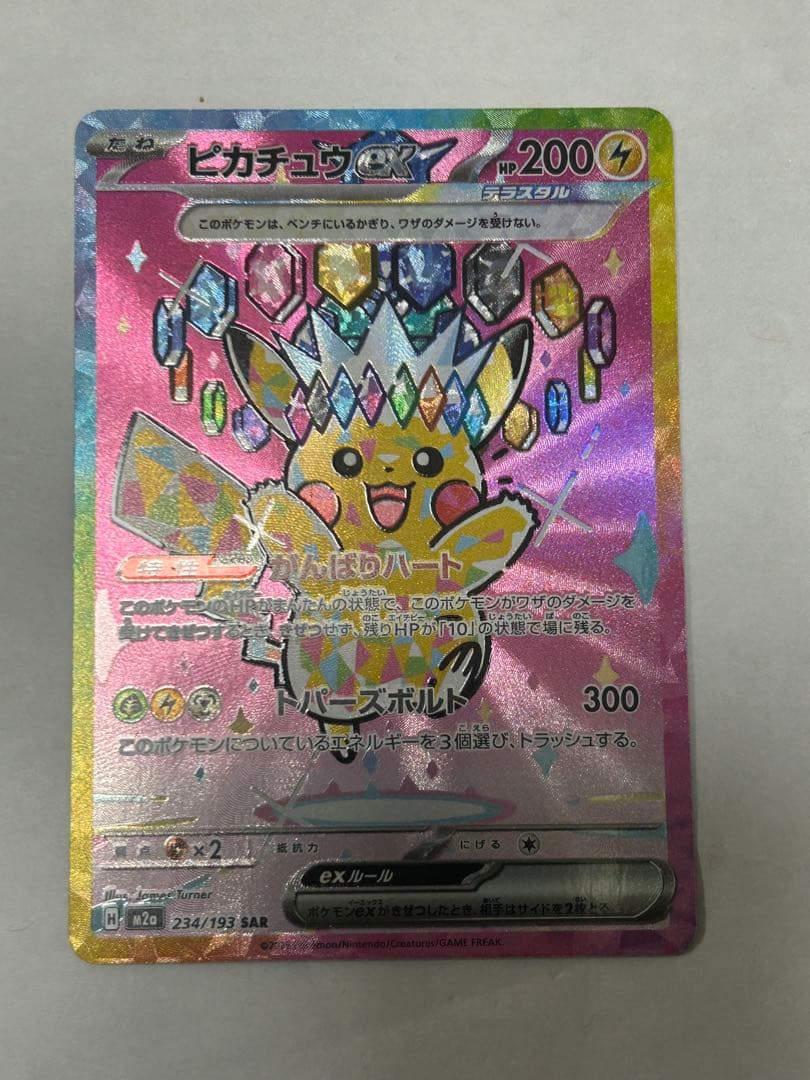 たね ピカチュウex HP200
テラスタル
このポケモンは、ベンチにいるかぎり、ワザのダメージを受けない。
特性 がんばりハート
このポケモンのHPがまんたんの状態で、このポケモンがワザのダメージを
受けてきぜつするとき、きぜつせず、残りHPが「10」の状態で場に残る。
トパーズボルト 300
このポケモンについているエネルギーを3個選び、トラッシュする。
弱点 ×2 抵抗力 にげる
exルール
ポケモンexがきぜつしたとき、相手はサイドを2枚とる。
Illus. James Turner
H M2a 234/193 SAR
©2025 Pokémon/Nintendo/Creatures/GAME FREAK.